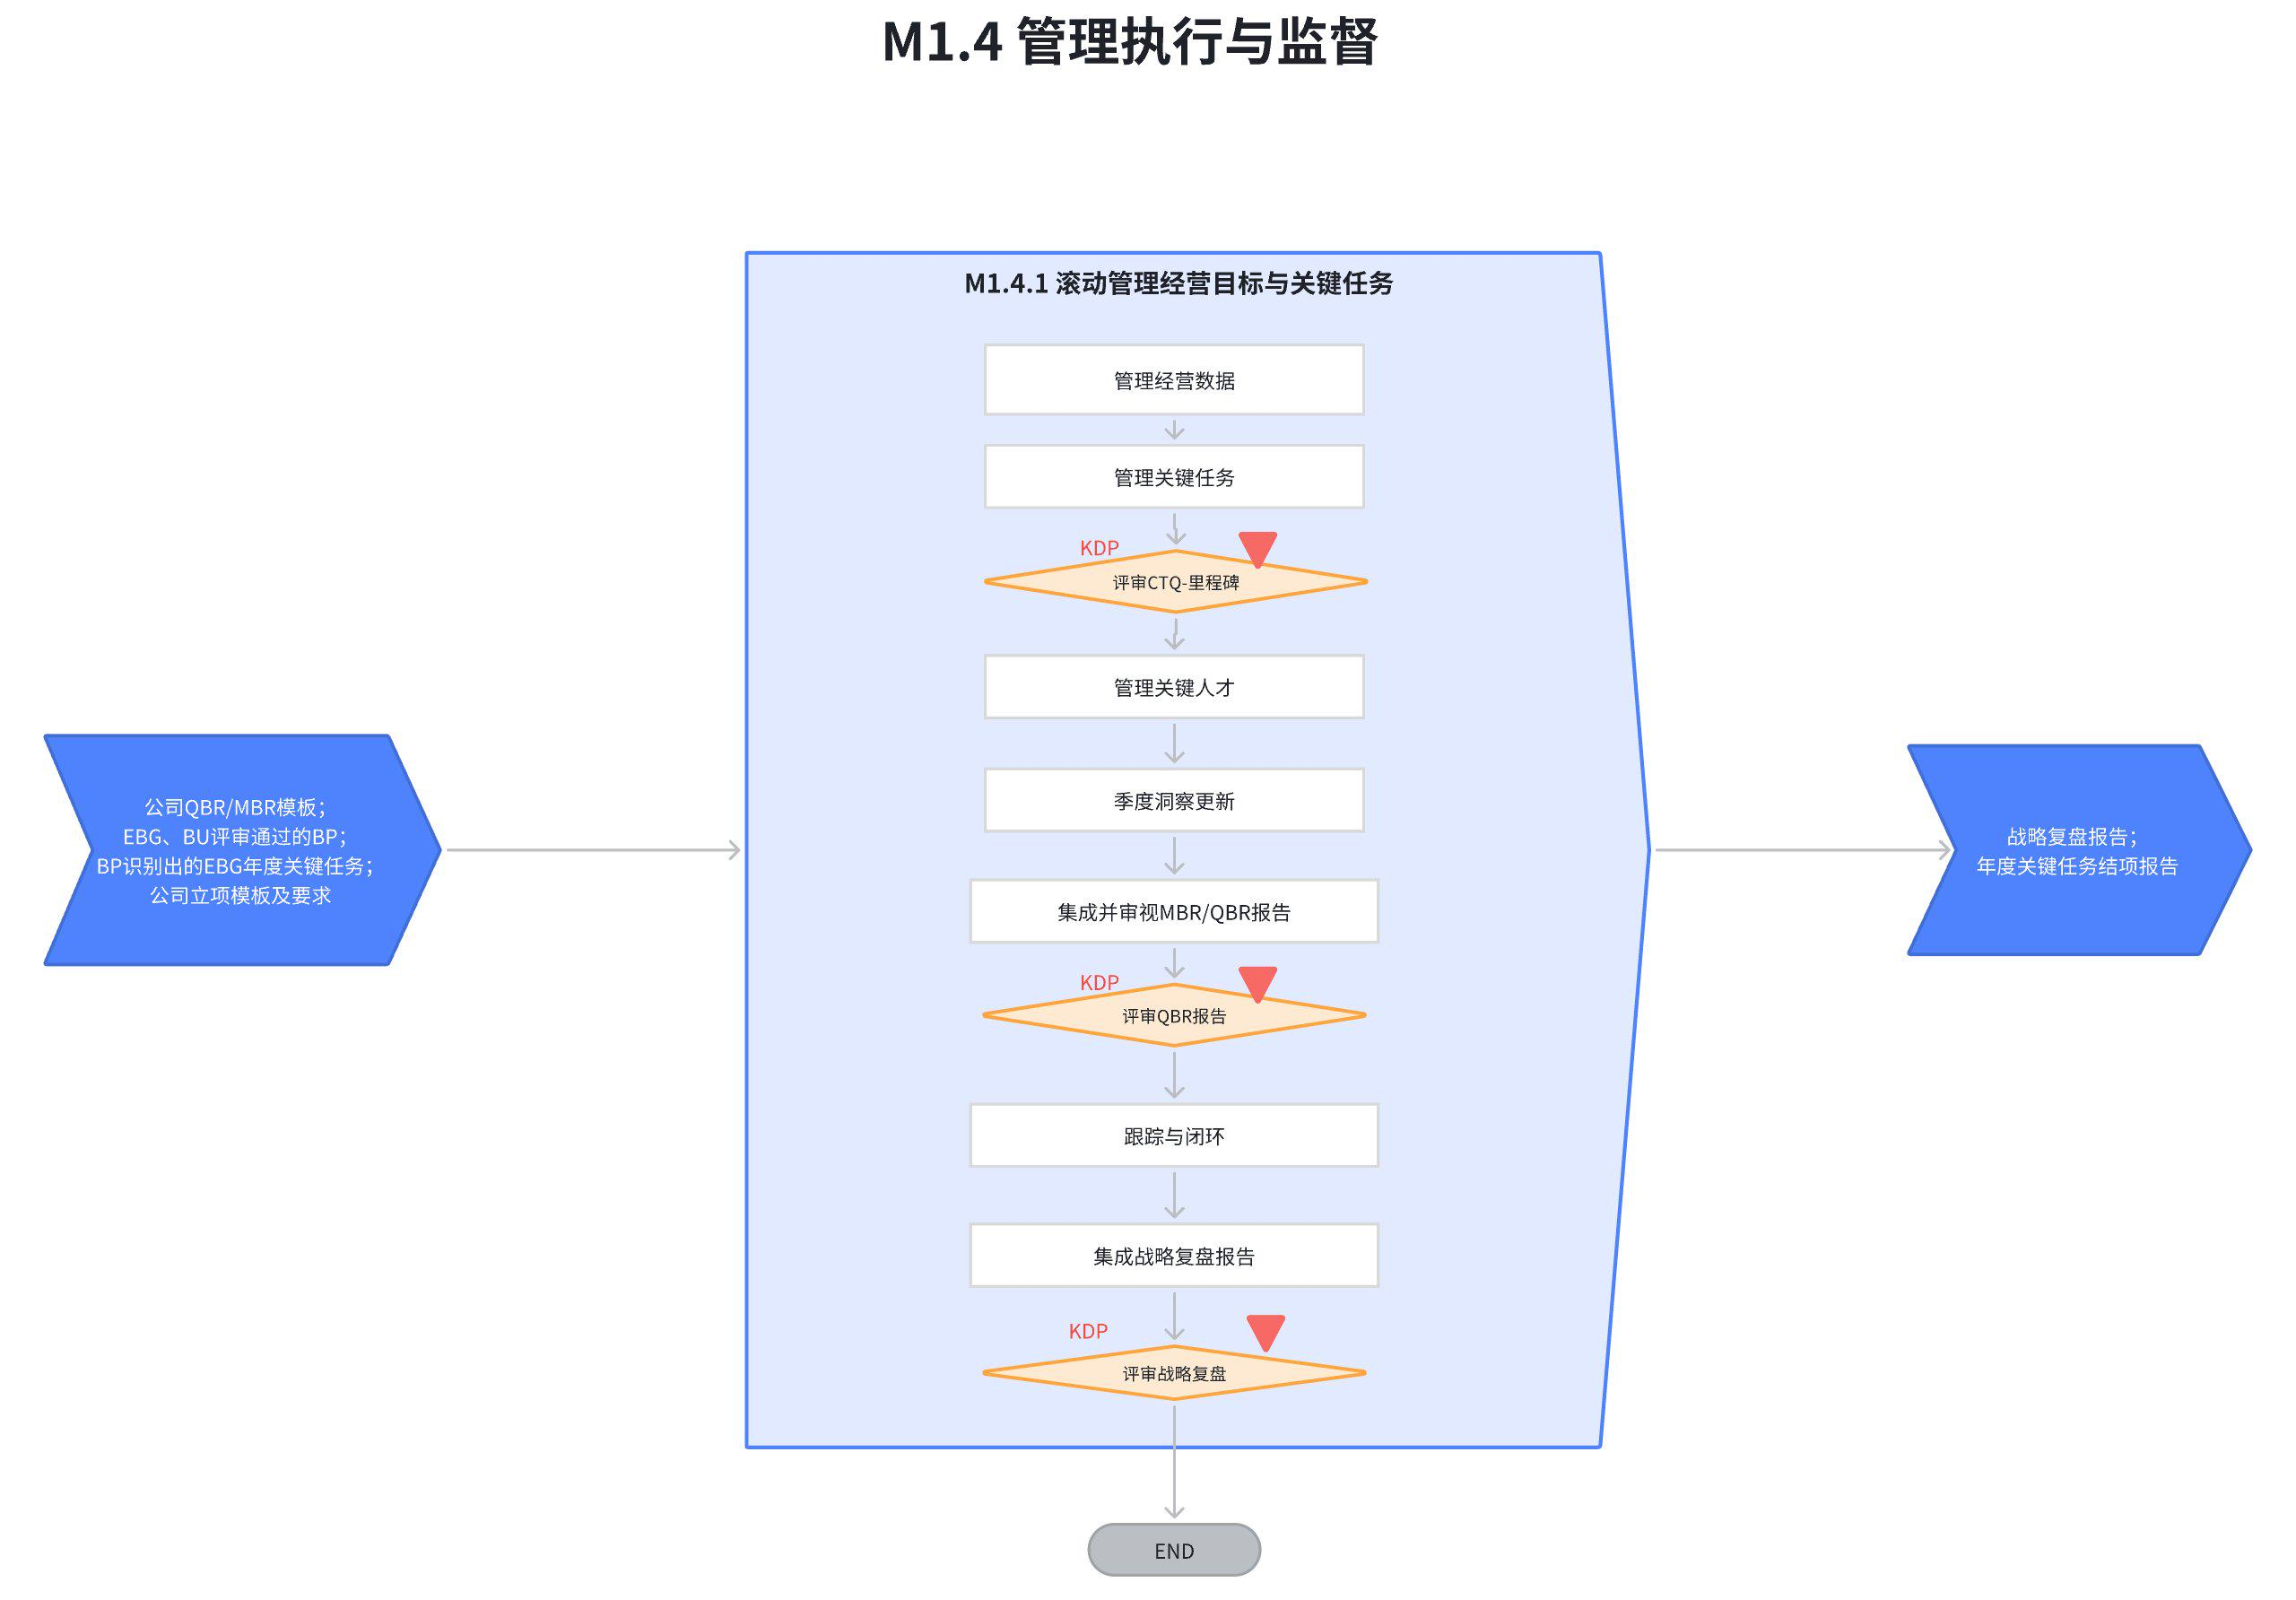 M1.4 管理执行与监督
M1.4.1 滚动管理经营目标与关键任务
管理经营数据
管理关键任务
KDP
评审CTQ-里程碑
管理关键人才
季度洞察更新
公司QBR/MBR模板；
EBG、BU评审通过的BP；
BP识别出的EBG年度关键任务；
公司立项模板及要求
战略复盘报告；
年度关键任务结项报告
集成并审视MBR/QBR报告
KDP
评审QBR报告
跟踪与闭环
集成战略复盘报告
KDP
评审战略复盘
END